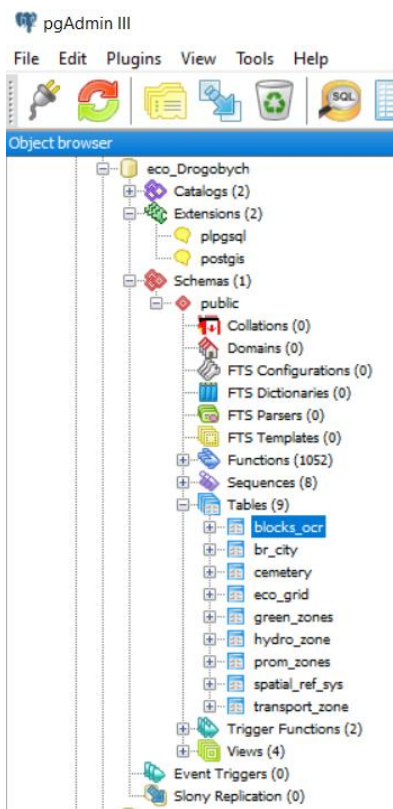 pgAdmin III
File Edit Plugins View Tools Help
SQL
Object browser
eco_Drogobych
Catalogs (2)
Extensions (2)
plpgsql
postgis
Schemas (1)
public
Collations (0)
Domains (0)
FTS Configurations (0)
FTS Dictionaries (0)
FTS Parsers (0)
FTS Templates (0)
Functions (1052)
Sequences (8)
Tables (9)
blocks_ocr
br_city
cemetery
eco_grid
green_zones
hydro_zone
prom_zones
spatial_ref_sys
transport_zone
Trigger Functions (2)
Views (4)
Event Triggers (0)
Slony Replication (0)